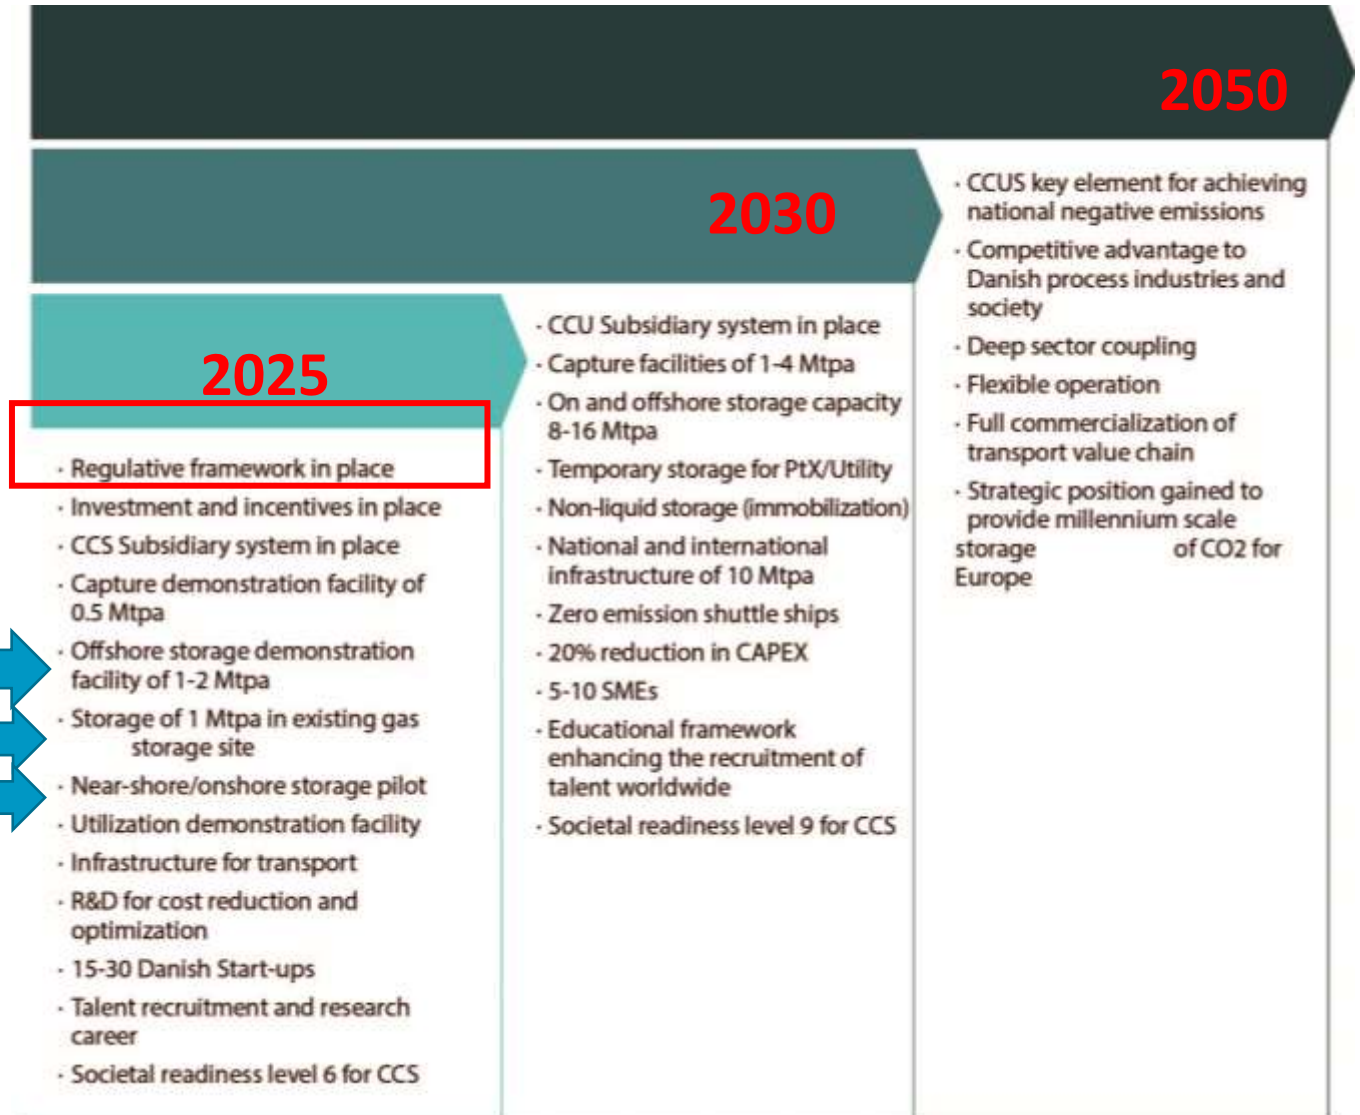 2050
2030
2025
· Regulative framework in place
· Investment and incentives in place
· CCS Subsidiary system in place
· Capture demonstration facility of
0.5 Mtpa
· Offshore storage demonstration
facility of 1-2 Mtpa
· Storage of 1 Mtpa in existing gas
storage site
· Near-shore/onshore storage pilot
· Utilization demonstration facility
· Infrastructure for transport
· R&D for cost reduction and
optimization
· 15-30 Danish Start-ups
· Talent recruitment and research
career
· Societal readiness level 6 for CCS
· CCU Subsidiary system in place
· Capture facilities of 1-4 Mtpa
· On and offshore storage capacity
8-16 Mtpa
· Temporary storage for PtX/Utility
· Non-liquid storage (immobilization)
· National and international
infrastructure of 10 Mtpa
· Zero emission shuttle ships
· 20% reduction in CAPEX
· 5-10 SMEs
· Educational framework
enhancing the recruitment of
talent worldwide
· Societal readiness level 9 for CCS
· CCUS key element for achieving
national negative emissions
· Competitive advantage to
Danish process industries and
society
· Deep sector coupling
· Flexible operation
· Full commercialization of
transport value chain
· Strategic position gained to
provide millennium scale
storage of CO2 for
Europe